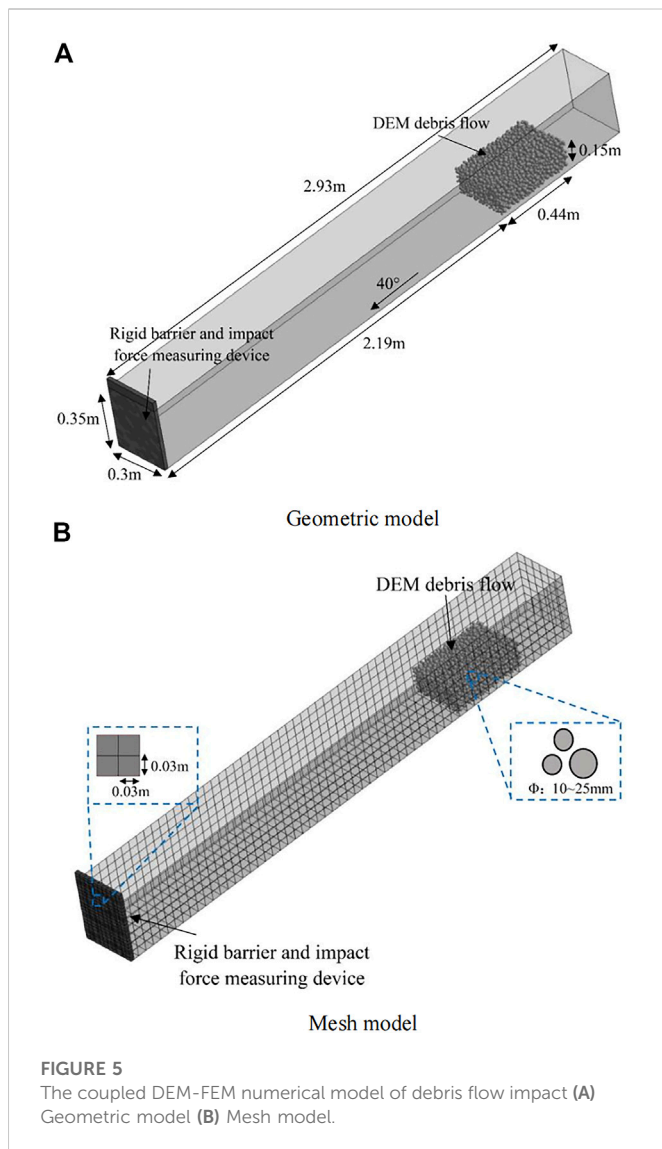 A
DEM debris flow
0.15m
2.93m
0.44m
40°
2.19m
Rigid barrier and impact
force measuring device
0.35m
0.3m
Geometric model
B
DEM debris flow
0.03m
0.03m
Φ: 10~25mm
Rigid barrier and impact
force measuring device
Mesh model
FIGURE 5
The coupled DEM-FEM numerical model of debris flow impact (A)
Geometric model (B) Mesh model.